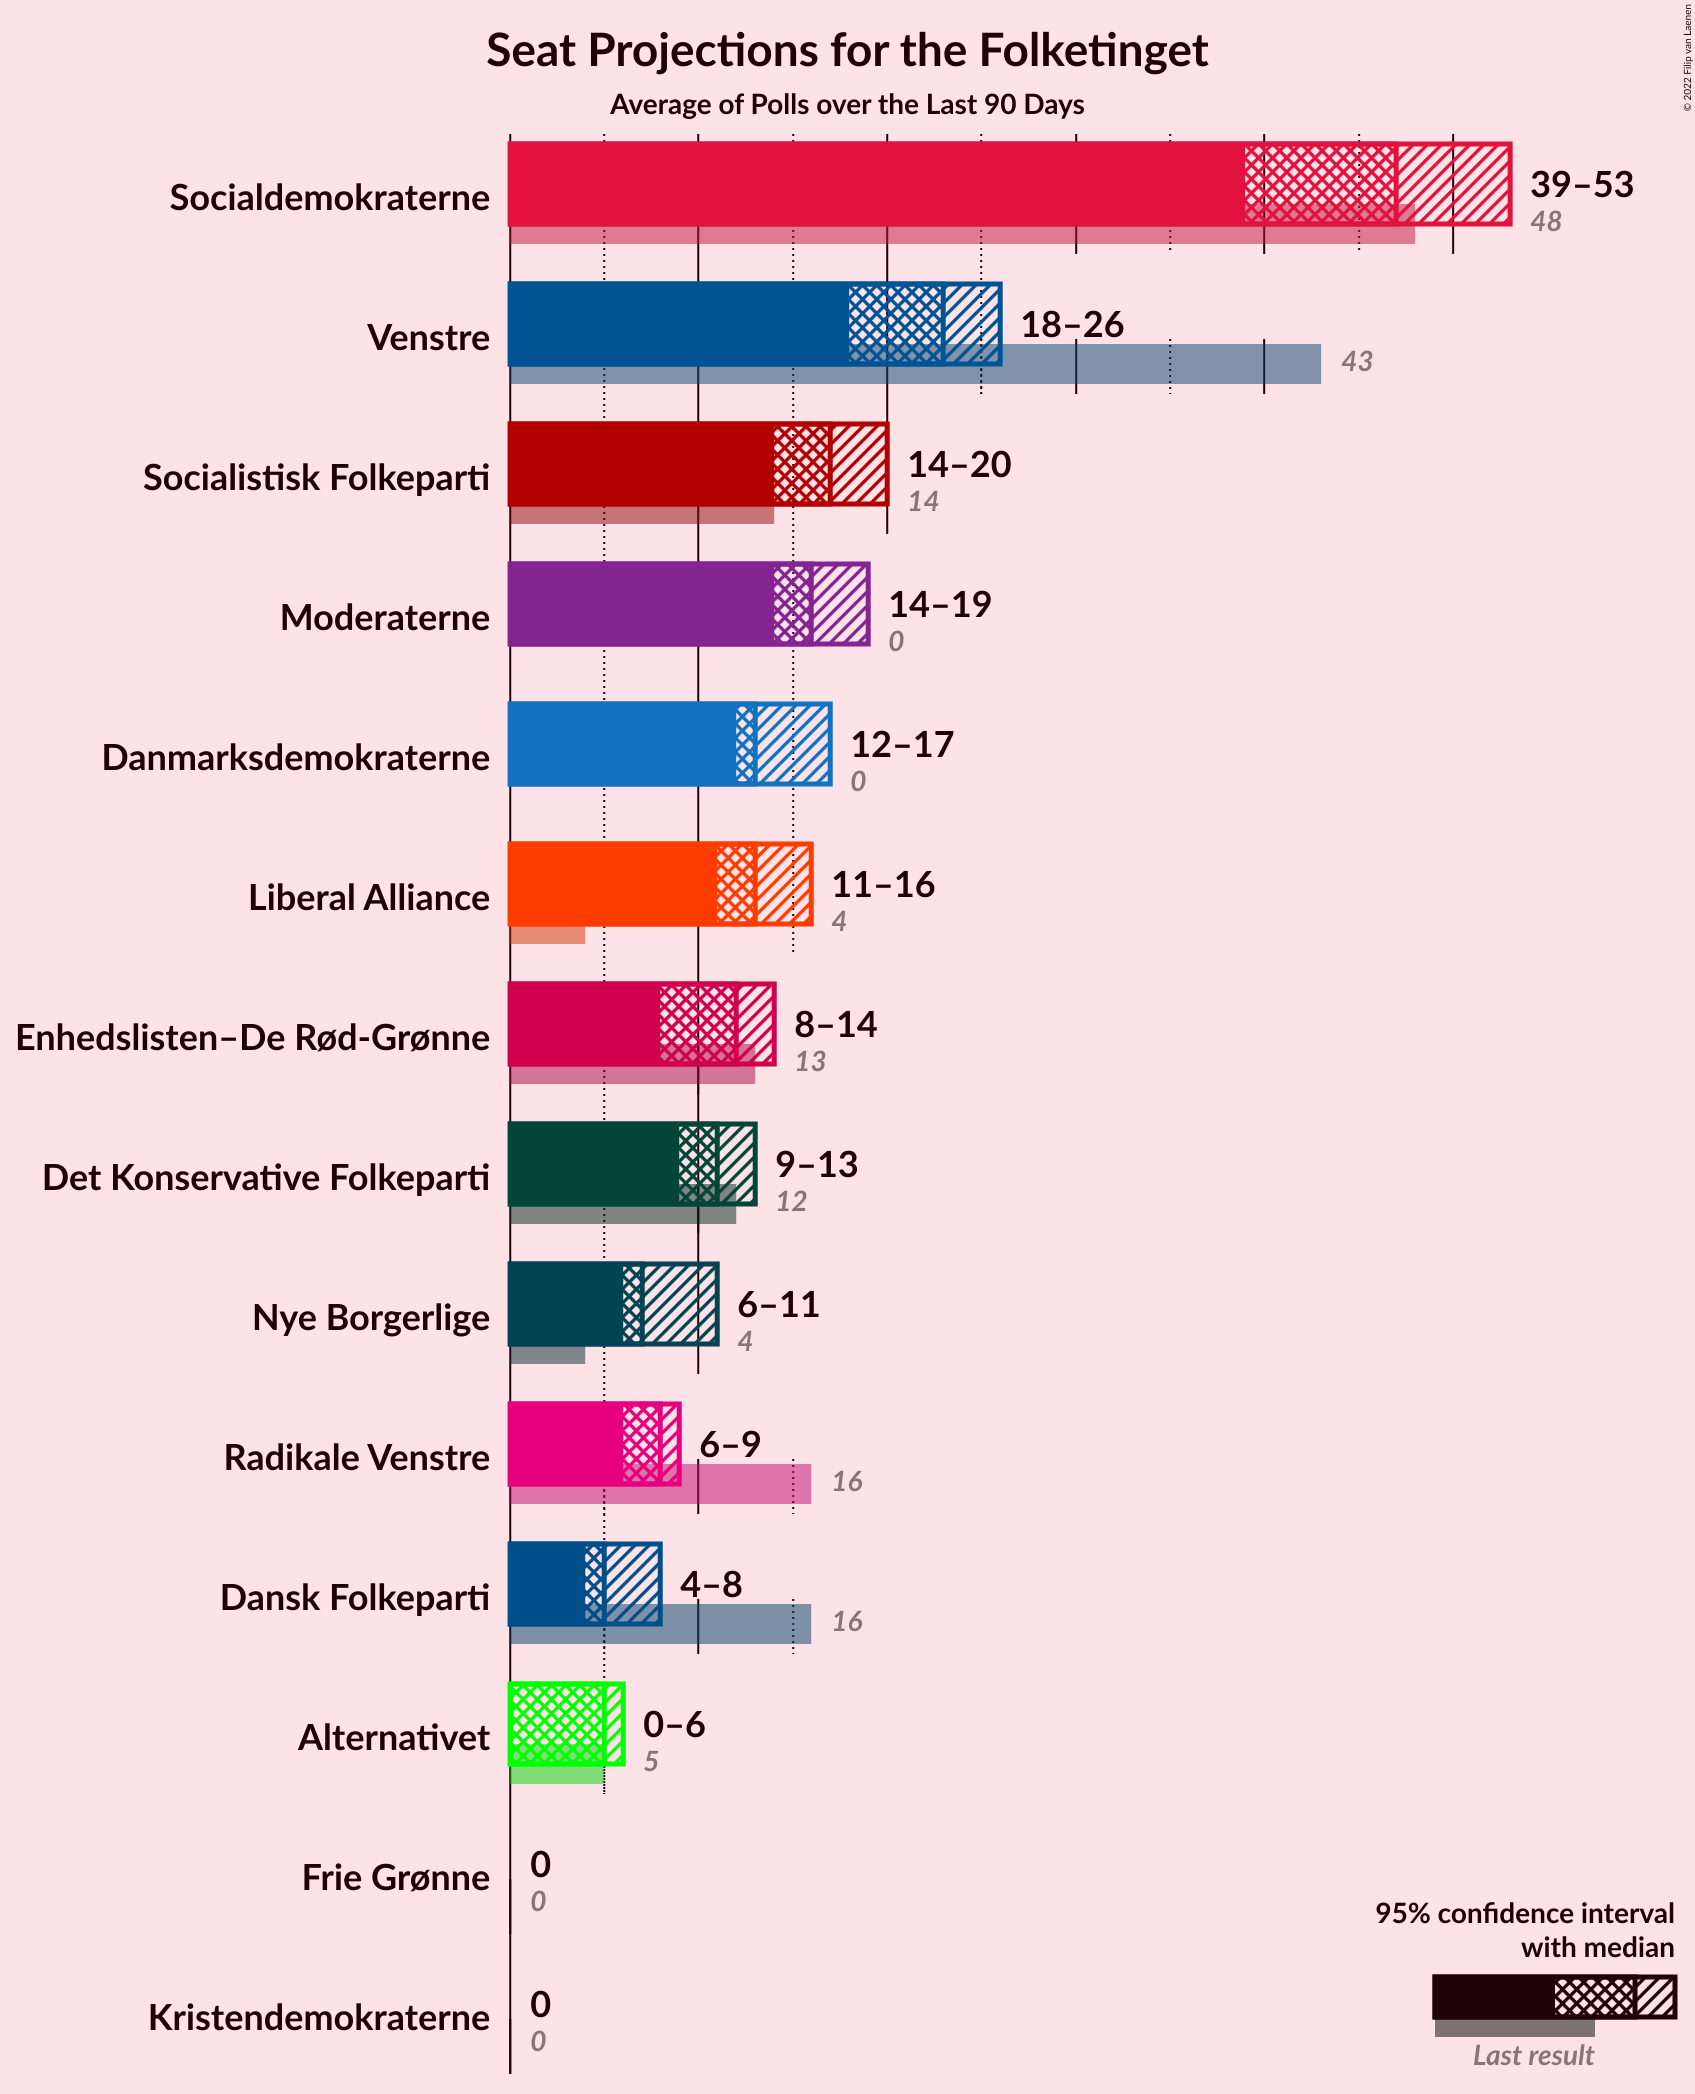 Seat Projections for the Folketinget
Average of Polls over the Last 90 Days
© 2022 Filip van Laenen
Socialdemokraterne
39–53
48
Venstre
18–26
43
Socialistisk Folkeparti
14–20
14
Moderaterne
14–19
0
Danmarksdemokraterne
12–17
0
Liberal Alliance
11–16
4
Enhedslisten–De Rød-Grønne
8–14
13
Det Konservative Folkeparti
9–13
12
Nye Borgerlige
6–11
4
Radikale Venstre
6–9
16
Dansk Folkeparti
4–8
16
Alternativet
0–6
5
Frie Grønne
0
0
Kristendemokraterne
0
0
95% confidence interval
with median
Last result